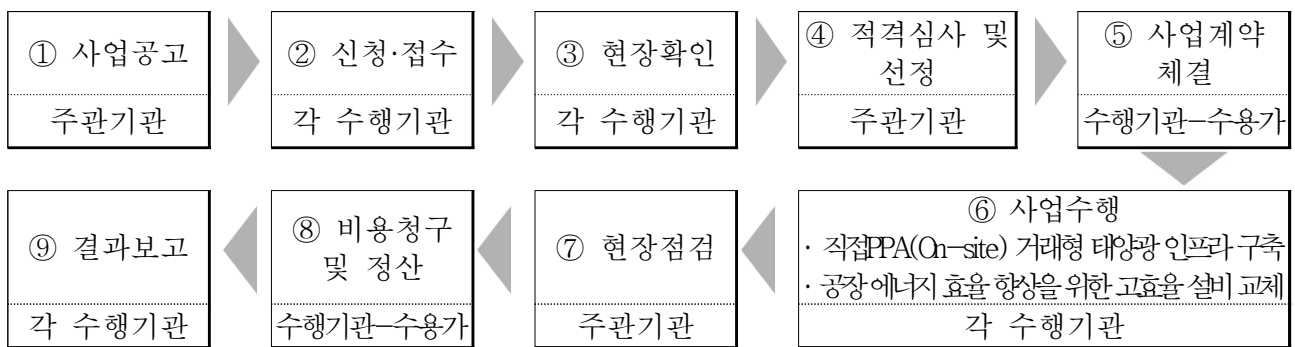 ① 사업공고
주관기관
② 신청·접수
각 수행기관
③ 현장확인
각 수행기관
④ 적격심사 및
선정
주관기관
⑤ 사업계약
체결
수행기관-수용가
⑥ 사업수행
· 직접PPA(On-site) 거래형 태양광 인프라 구축
· 공장 에너지 효율 향상을 위한 고효율 설비 교체
각 수행기관
⑦ 현장점검
주관기관
⑧ 비용청구
및 정산
수행기관-수용가
⑨ 결과보고
각 수행기관